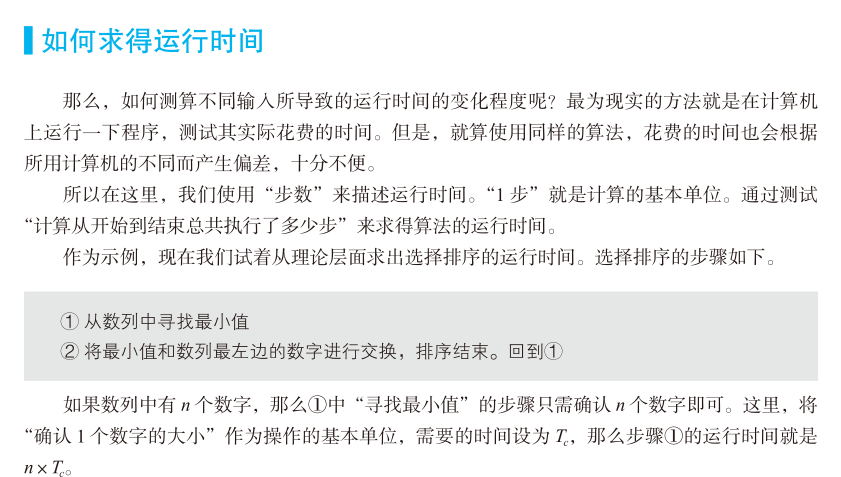 如何求得运行时间
那么，如何测算不同输入所导致的运行时间的变化程度呢？最为现实的方法就是在计算机
上运行一下程序，测试其实际花费的时间。但是，就算使用同样的算法，花费的时间也会根据
所用计算机的不同而产生偏差，十分不便。
所以在这里，我们使用“步数”来描述运行时间。“1 步”就是计算的基本单位。通过测试
“计算从开始到结束总共执行了多少步”来求得算法的运行时间。
作为示例，现在我们试着从理论层面求出选择排序的运行时间。选择排序的步骤如下。
① 从数列中寻找最小值
② 将最小值和数列最左边的数字进行交换，排序结束。回到①
如果数列中有 n 个数字，那么①中“寻找最小值”的步骤只需确认 n 个数字即可。这里，将
“确认 1 个数字的大小”作为操作的基本单位，需要的时间设为 Tc，那么步骤①的运行时间就是
n × Tc。